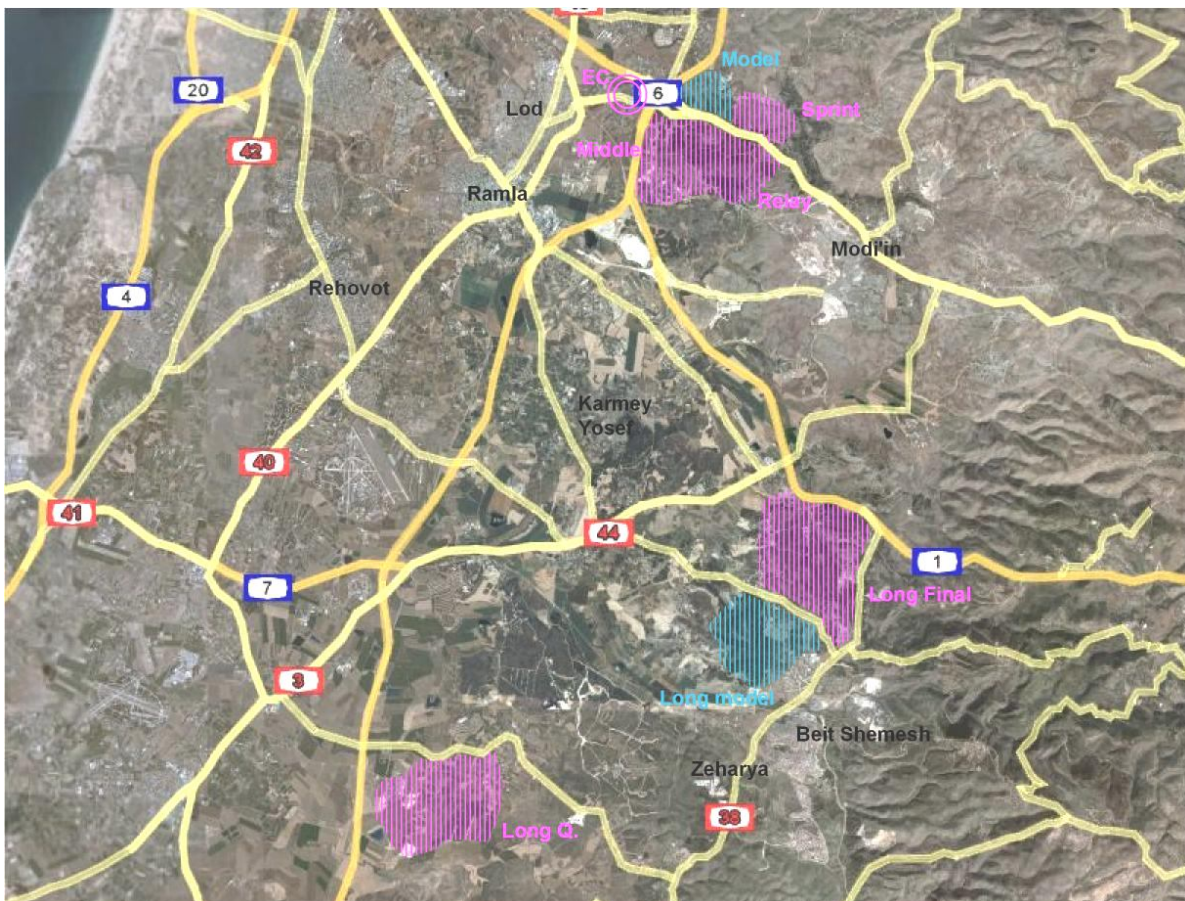 Model
EC
20
6
Lod
Sprint
42
Middle
Ramla
Relay
Modi'in
Rehovot
4
Karmey
Yosef
40
41
44
1
7
Long Final
3
Long model
Beit Shemesh
Zeharya
38
Long Q.